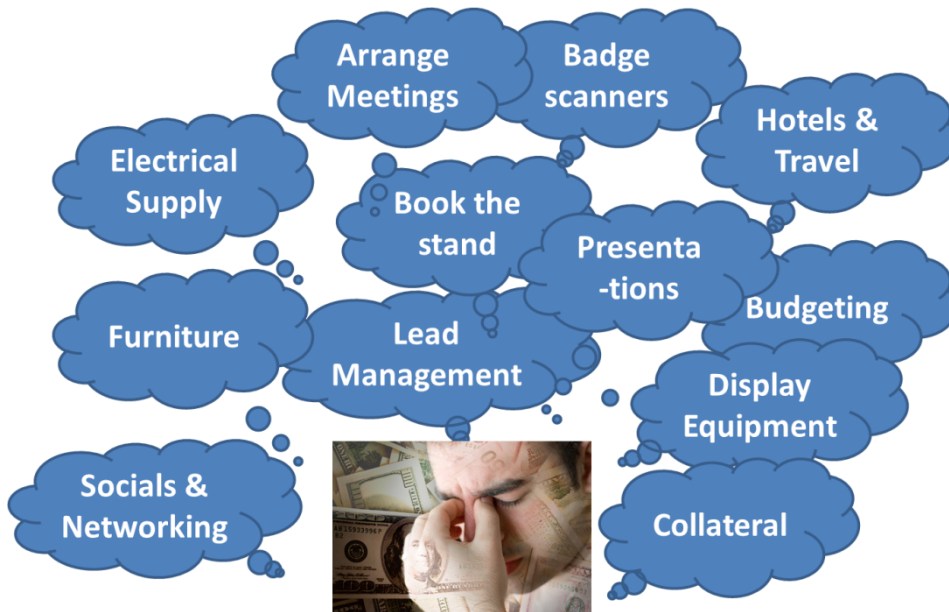 Arrange
Meetings
Badge
scanners
Hotels &
Travel
Electrical
Supply
Book the
stand
Presenta
-tions
Furniture
Lead
Management
Budgeting
Display
Equipment
Socials &
Networking
Collateral